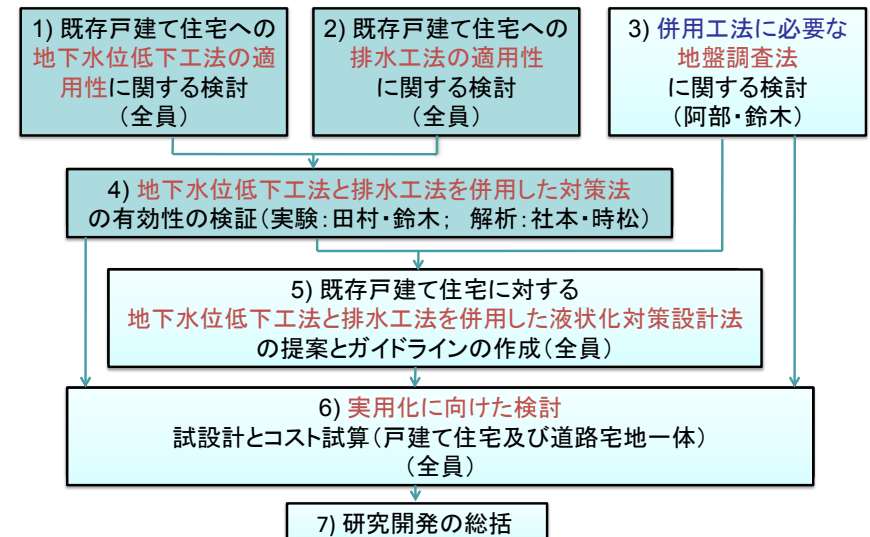 1) 既存戸建て住宅への
地下水位低下工法の適
用性に関する検討
（全員）
2) 既存戸建て住宅への
排水工法の適用性
に関する検討
（全員）
3) 併用工法に必要な
地盤調査法
に関する検討
（阿部・鈴木）
4) 地下水位低下工法と排水工法を併用した対策法
の有効性の検証（実験：田村・鈴木； 解析：社本・時松）
5) 既存戸建て住宅に対する
地下水位低下工法と排水工法を併用した液状化対策設計法
の提案とガイドラインの作成（全員）
6) 実用化に向けた検討
試設計とコスト試算（戸建て住宅及び道路宅地一体）
（全員）
7) 研究開発の総括